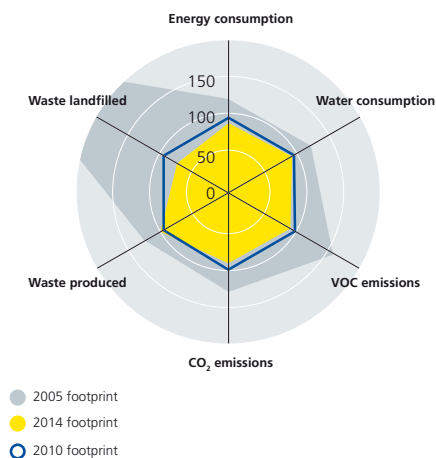 Energy consumption
150
Waste landfilled
Water consumption
100
50
0
Waste produced
VOC emissions
CO₂ emissions
2005 footprint
2014 footprint
2010 footprint